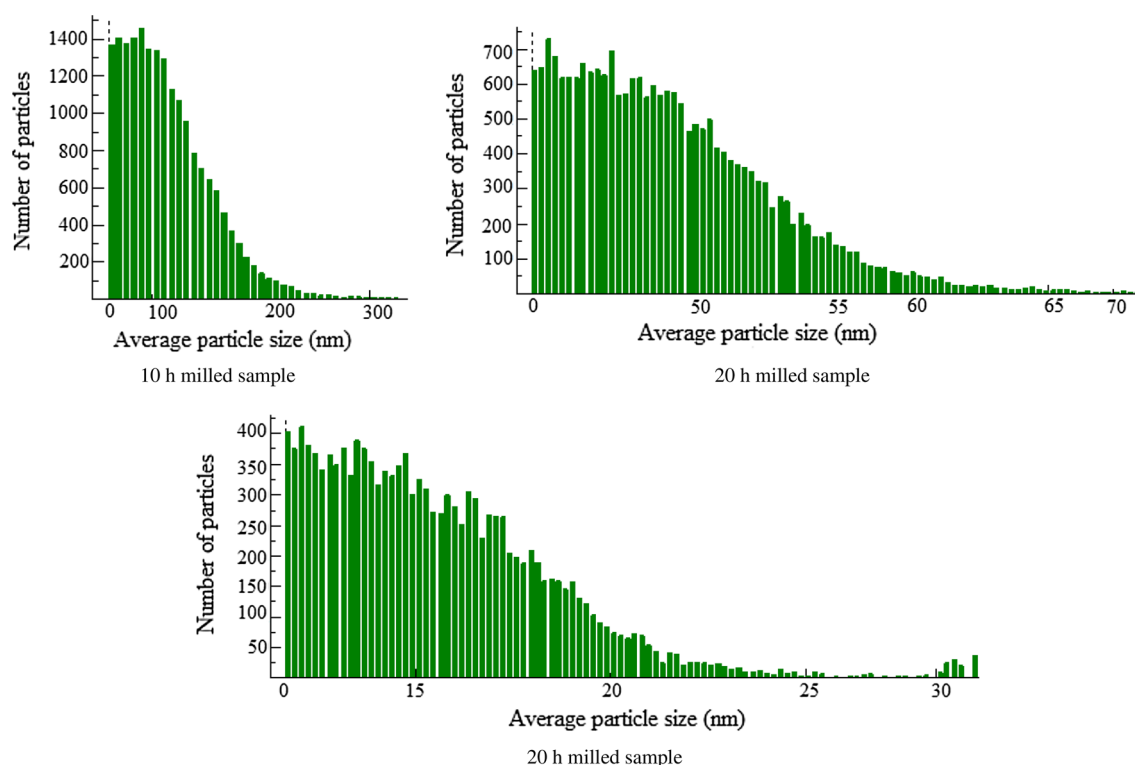 1400
1200
1000
800
600
400
200
Number of particles
0 100 200 300
Average particle size (nm)
10 h milled sample
700
600
500
400
300
200
100
Number of particles
0 50 55 60 65 70
Average particle size (nm)
20 h milled sample
400
350
300
250
200
150
100
50
Number of particles
0 15 20 25 30
Average particle size (nm)
20 h milled sample